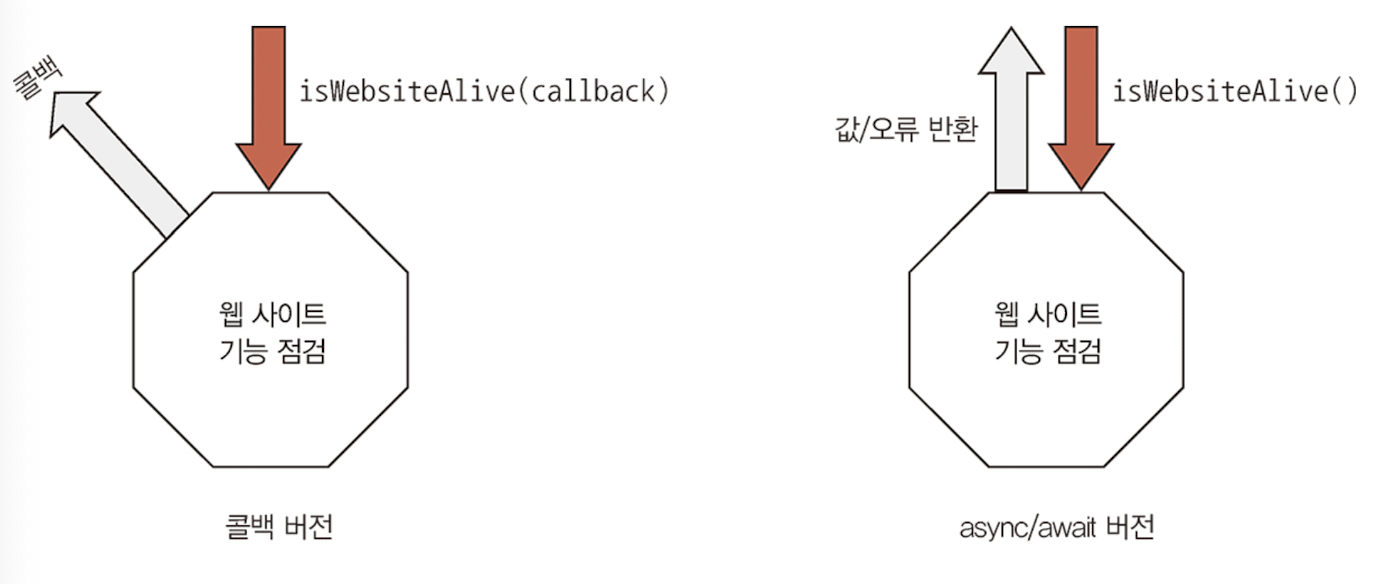 콜백
isWebsiteAlive(callback)
웹 사이트
기능 점검
콜백 버전
값/오류 반환
isWebsiteAlive()
웹 사이트
기능 점검
async/await 버전